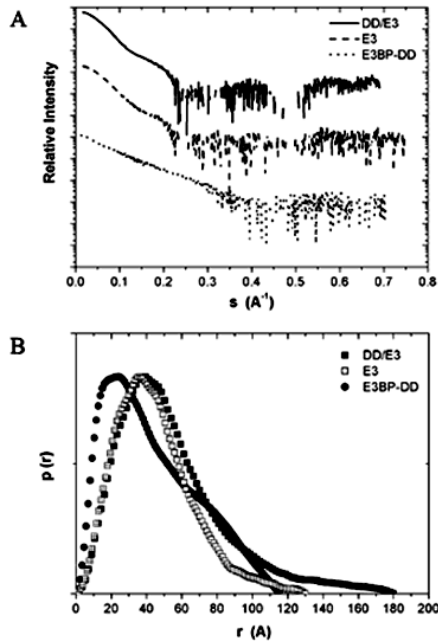 A
DD/E3
E3
E3BP-DD
Relative Intensity
0.0 0.1 0.2 0.3 0.4 0.5 0.6 0.7 0.8
s (A⁻¹)
B
DD/E3
E3
E3BP-DD
p (r)
0 20 40 60 80 100 120 140 160 180 200
r (A)